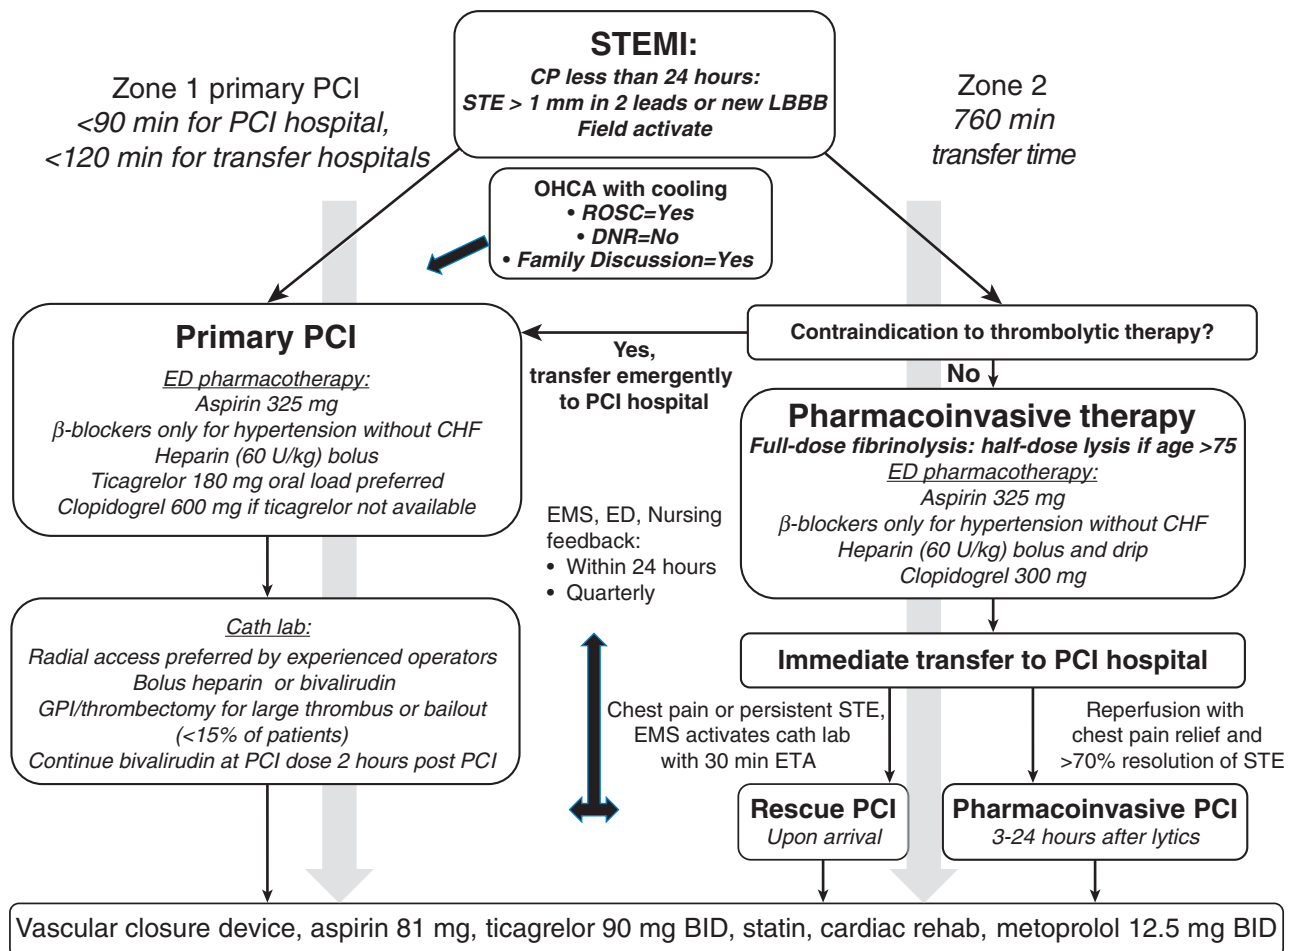 STEMI:
CP less than 24 hours:
STE > 1 mm in 2 leads or new LBBB
Field activate
Zone 1 primary PCI
<90 min for PCI hospital,
<120 min for transfer hospitals
Zone 2
760 min
transfer time
OHCA with cooling
• ROSC=Yes
• DNR=No
• Family Discussion=Yes
Primary PCI
ED pharmacotherapy:
Aspirin 325 mg
β-blockers only for hypertension without CHF
Heparin (60 U/kg) bolus
Ticagrelor 180 mg oral load preferred
Clopidogrel 600 mg if ticagrelor not available
Yes,
transfer emergently
to PCI hospital
Contraindication to thrombolytic therapy?
No
Pharmacoinvasive therapy
Full-dose fibrinolysis: half-dose lysis if age >75
ED pharmacotherapy:
Aspirin 325 mg
β-blockers only for hypertension without CHF
Heparin (60 U/kg) bolus and drip
Clopidogrel 300 mg
EMS, ED, Nursing
feedback:
• Within 24 hours
• Quarterly
Cath lab:
Radial access preferred by experienced operators
Bolus heparin or bivalirudin
GPI/thrombectomy for large thrombus or bailout
(<15% of patients)
Continue bivalirudin at PCI dose 2 hours post PCI
Immediate transfer to PCI hospital
Chest pain or persistent STE,
EMS activates cath lab
with 30 min ETA
Reperfusion with
chest pain relief and
>70% resolution of STE
Rescue PCI
Upon arrival
Pharmacoinvasive PCI
3-24 hours after lytics
Vascular closure device, aspirin 81 mg, ticagrelor 90 mg BID, statin, cardiac rehab, metoprolol 12.5 mg BID